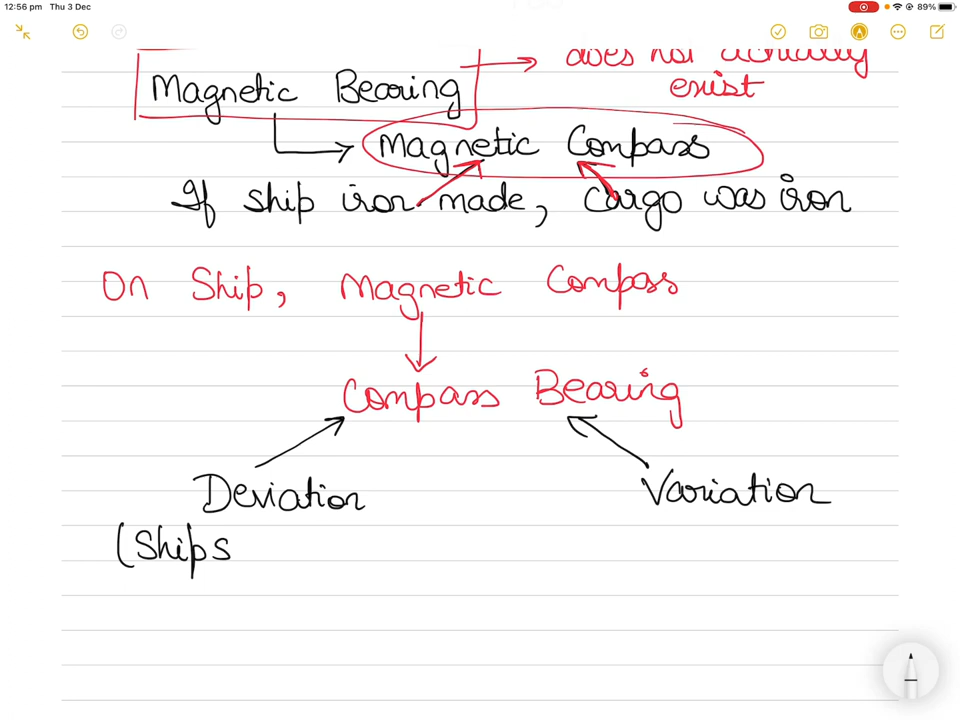 12:56 pm Thu 3 Dec 89%
does not actually
exist
Magnetic Bearing
Magnetic Compass
If ship iron made, cargo was iron
On Ship, Magnetic Compass
Compass Bearing
Deviation Variation
(Ships